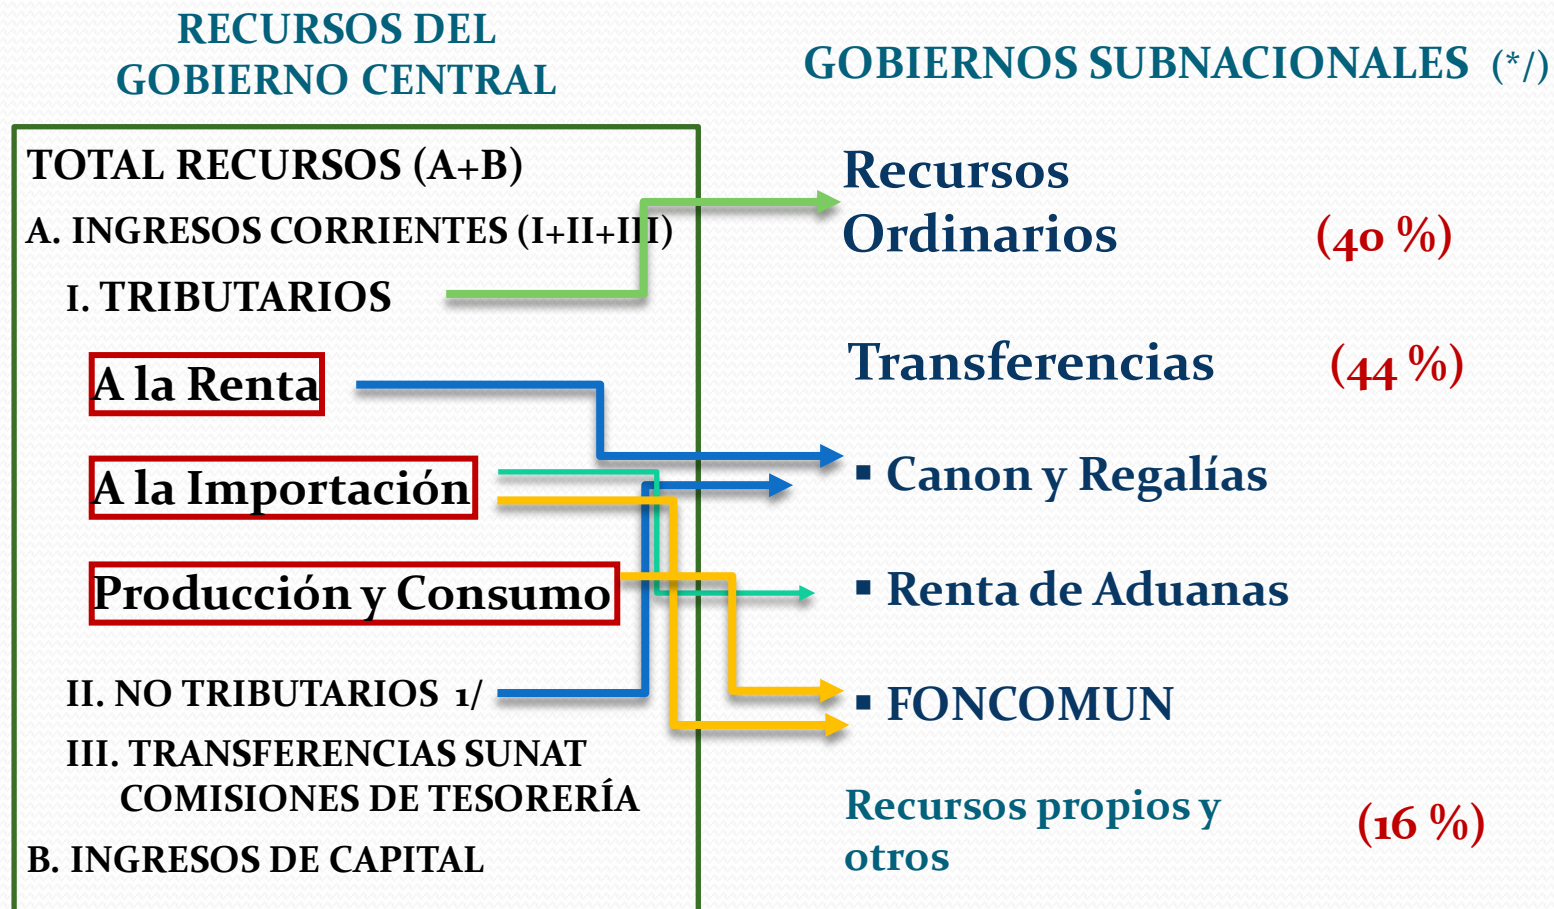 RECURSOS DEL
GOBIERNO CENTRAL
TOTAL RECURSOS (A+B)
A. INGRESOS CORRIENTES (I+II+III)
I. TRIBUTARIOS
A la Renta
A la Importación
Producción y Consumo
II. NO TRIBUTARIOS 1/
III. TRANSFERENCIAS SUNAT
COMISIONES DE TESORERÍA
B. INGRESOS DE CAPITAL
GOBIERNOS SUBNACIONALES (*/)
Recursos
Ordinarios (40 %)
Transferencias (44 %)
▪ Canon y Regalías
▪ Renta de Aduanas
▪ FONCOMUN
Recursos propios y
otros (16 %)